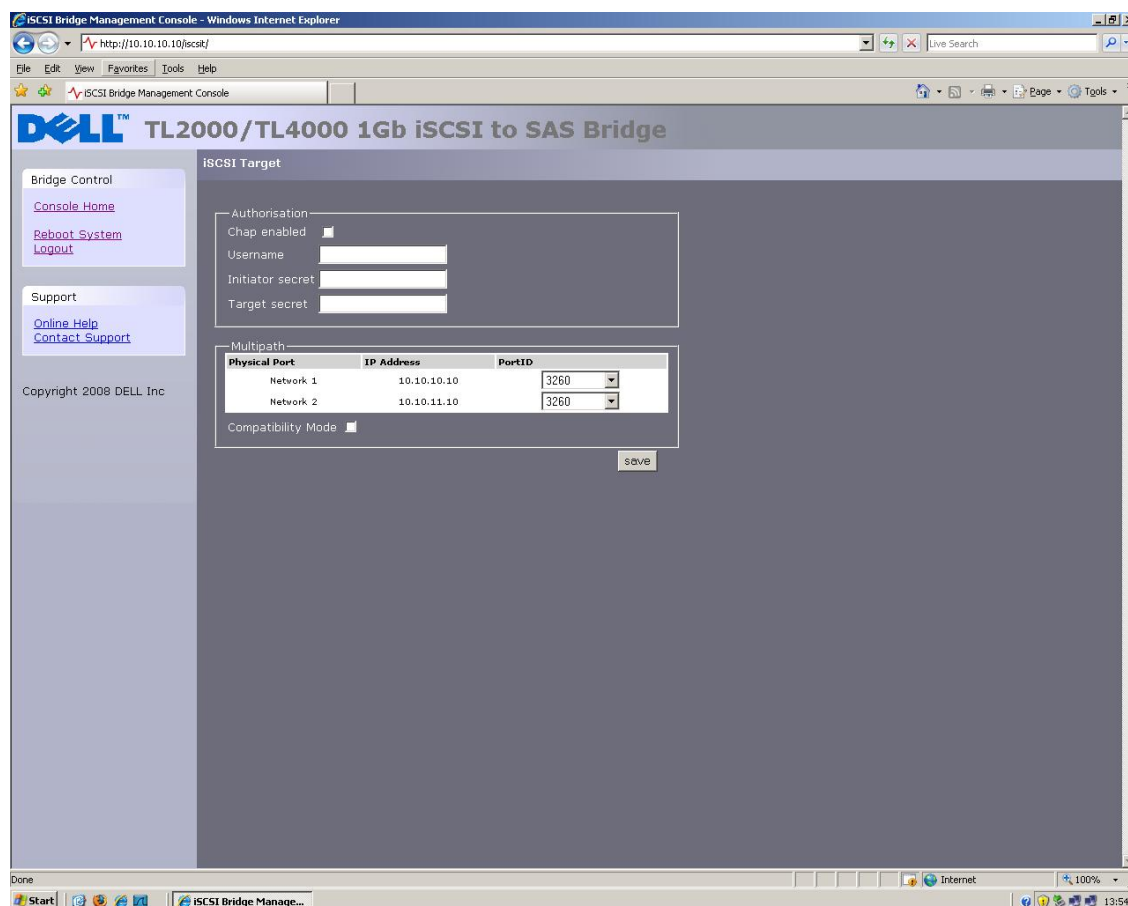 iSCSI Bridge Management Console - Windows Internet Explorer
http://10.10.10.10/iscsit/
Live Search
File Edit View Favorites Tools Help
iSCSI Bridge Management Console
Page Tools
DELL™ TL2000/TL4000 1Gb iSCSI to SAS Bridge
iSCSI Target
Bridge Control
Console Home
Reboot System
Logout
Support
Online Help
Contact Support
Copyright 2008 DELL Inc
Authorisation
Chap enabled
Username
Initiator secret
Target secret
Multipath
Physical Port IP Address PortID
Network 1 10.10.10.10 3260
Network 2 10.10.11.10 3260
Compatibility Mode
save
Done
Internet
100%
Start
iSCSI Bridge Manage...
13:54